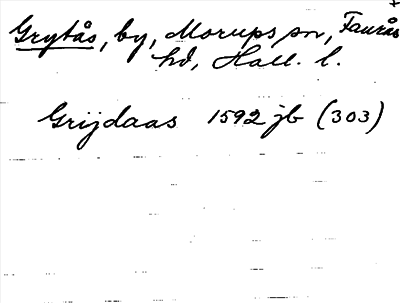 Grytås, by, Morups sn, Faurås
hd, Hall. l.
Grijdaas 1592 jb (303)